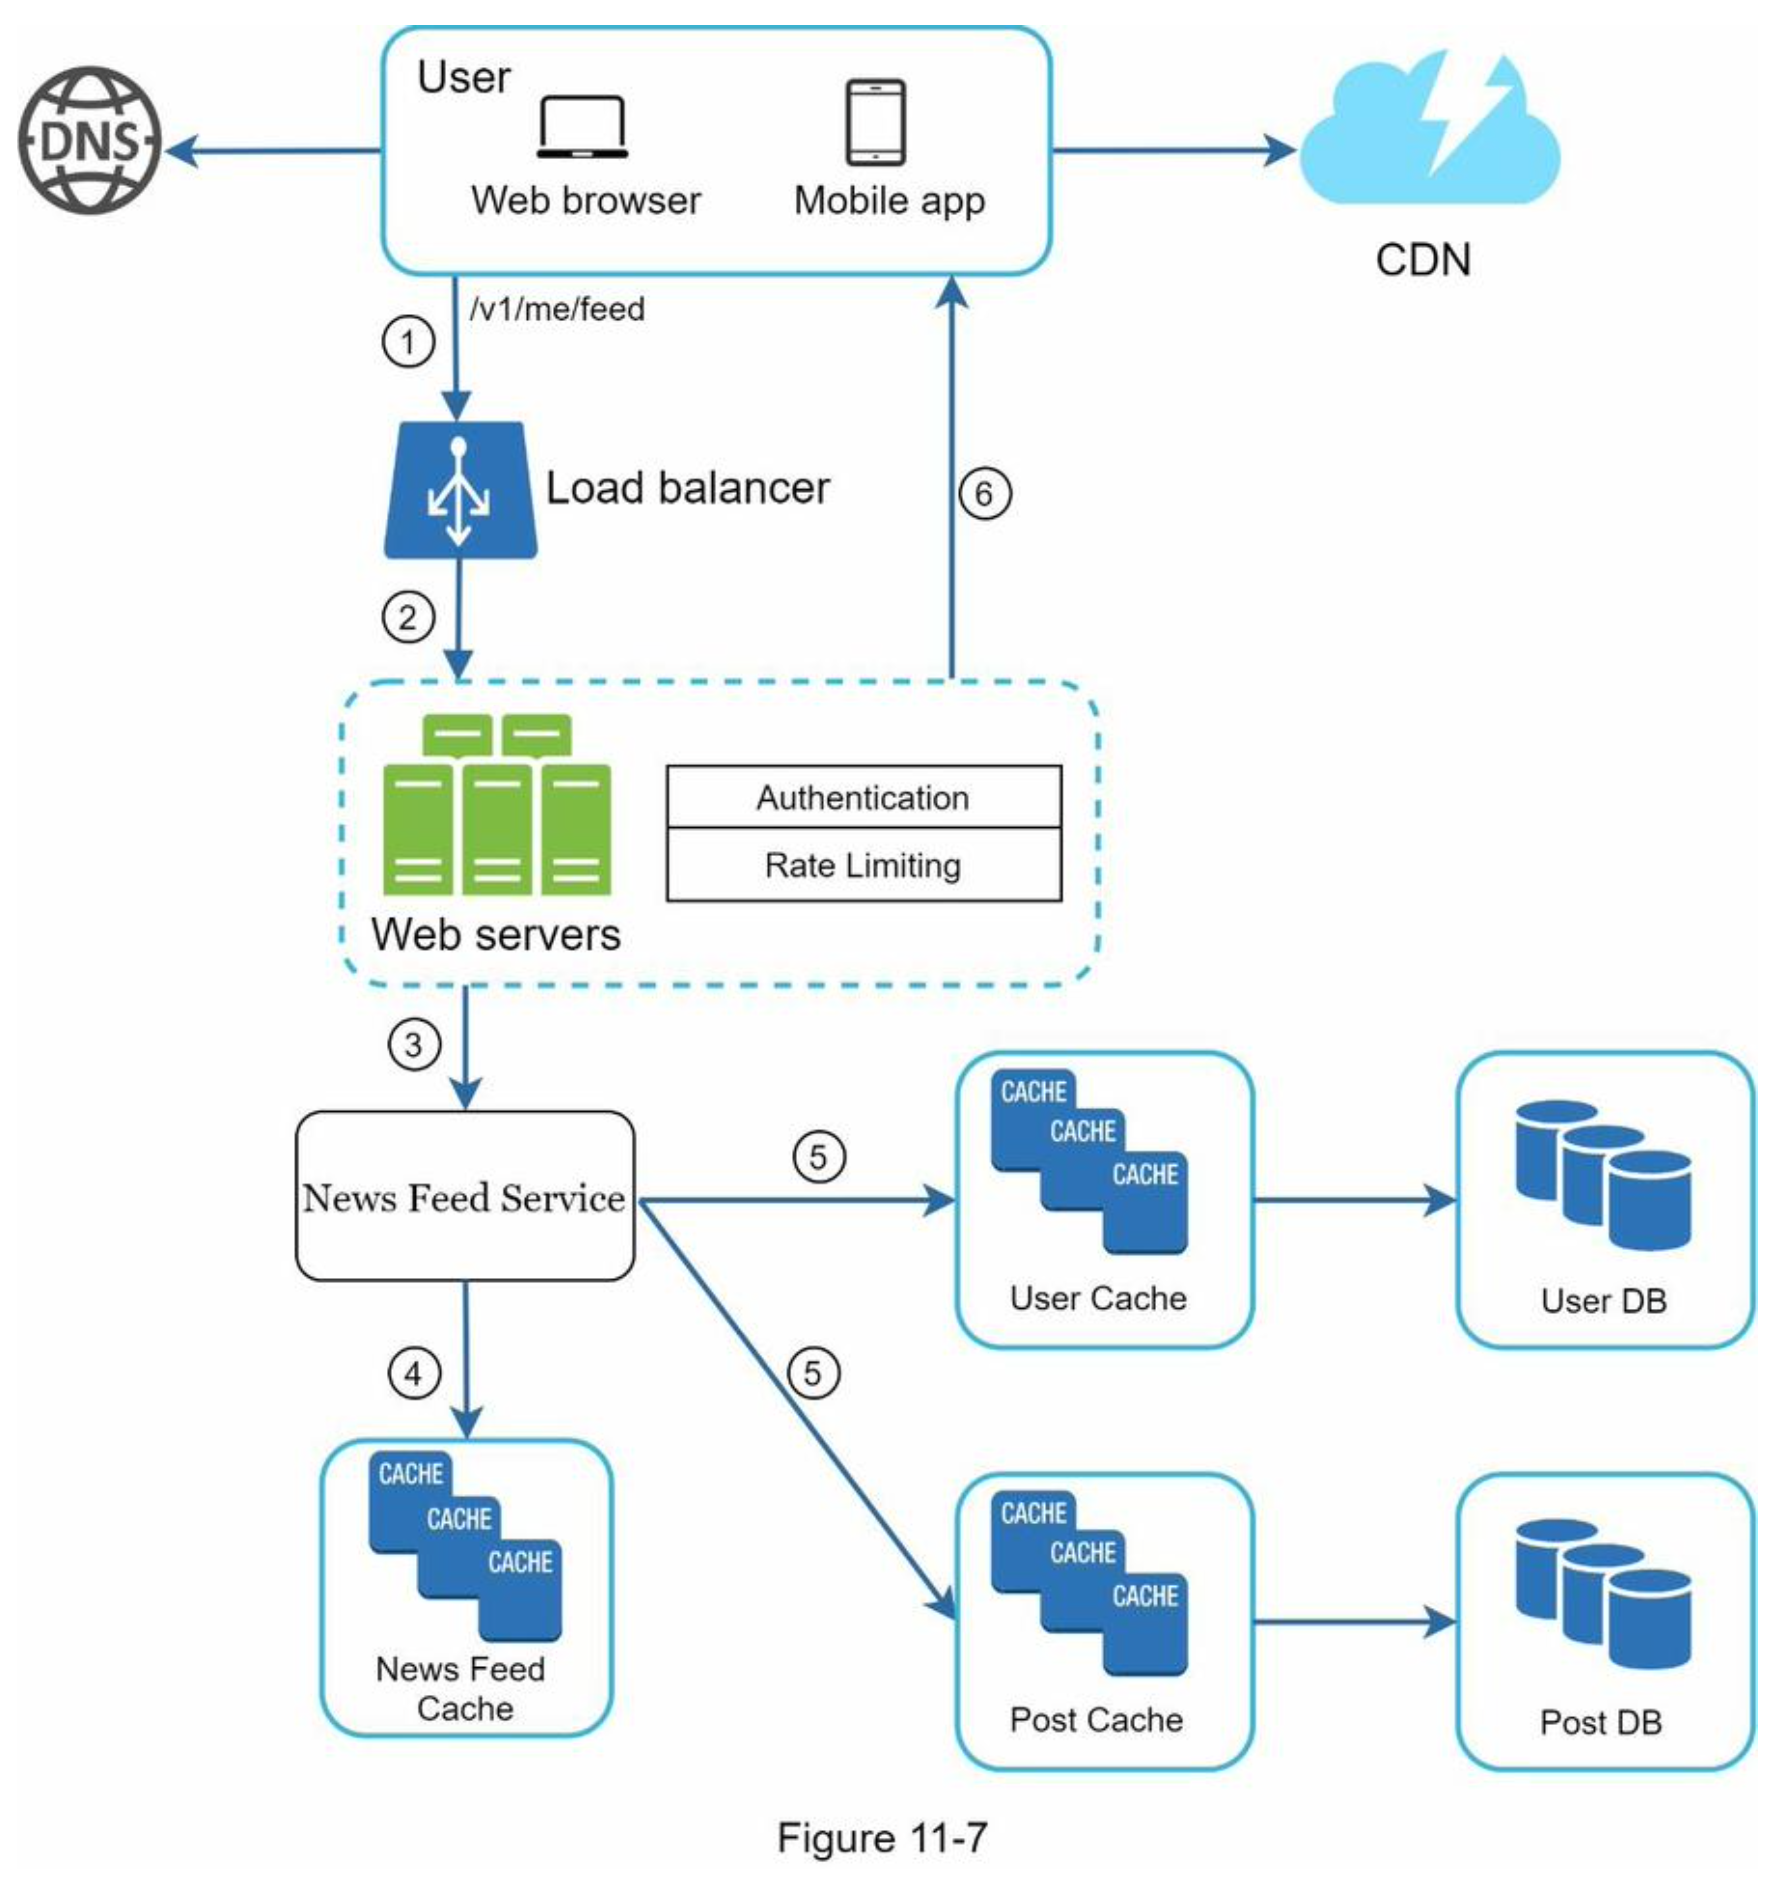 User
DNS
Web browser
Mobile app
CDN
/v1/me/feed
1
Load balancer
6
2
Authentication
Rate Limiting
Web servers
3
CACHE
CACHE
CACHE
User Cache
User DB
5
News Feed Service
4
5
CACHE
CACHE
CACHE
News Feed
Cache
CACHE
CACHE
CACHE
Post Cache
Post DB
Figure 11-7